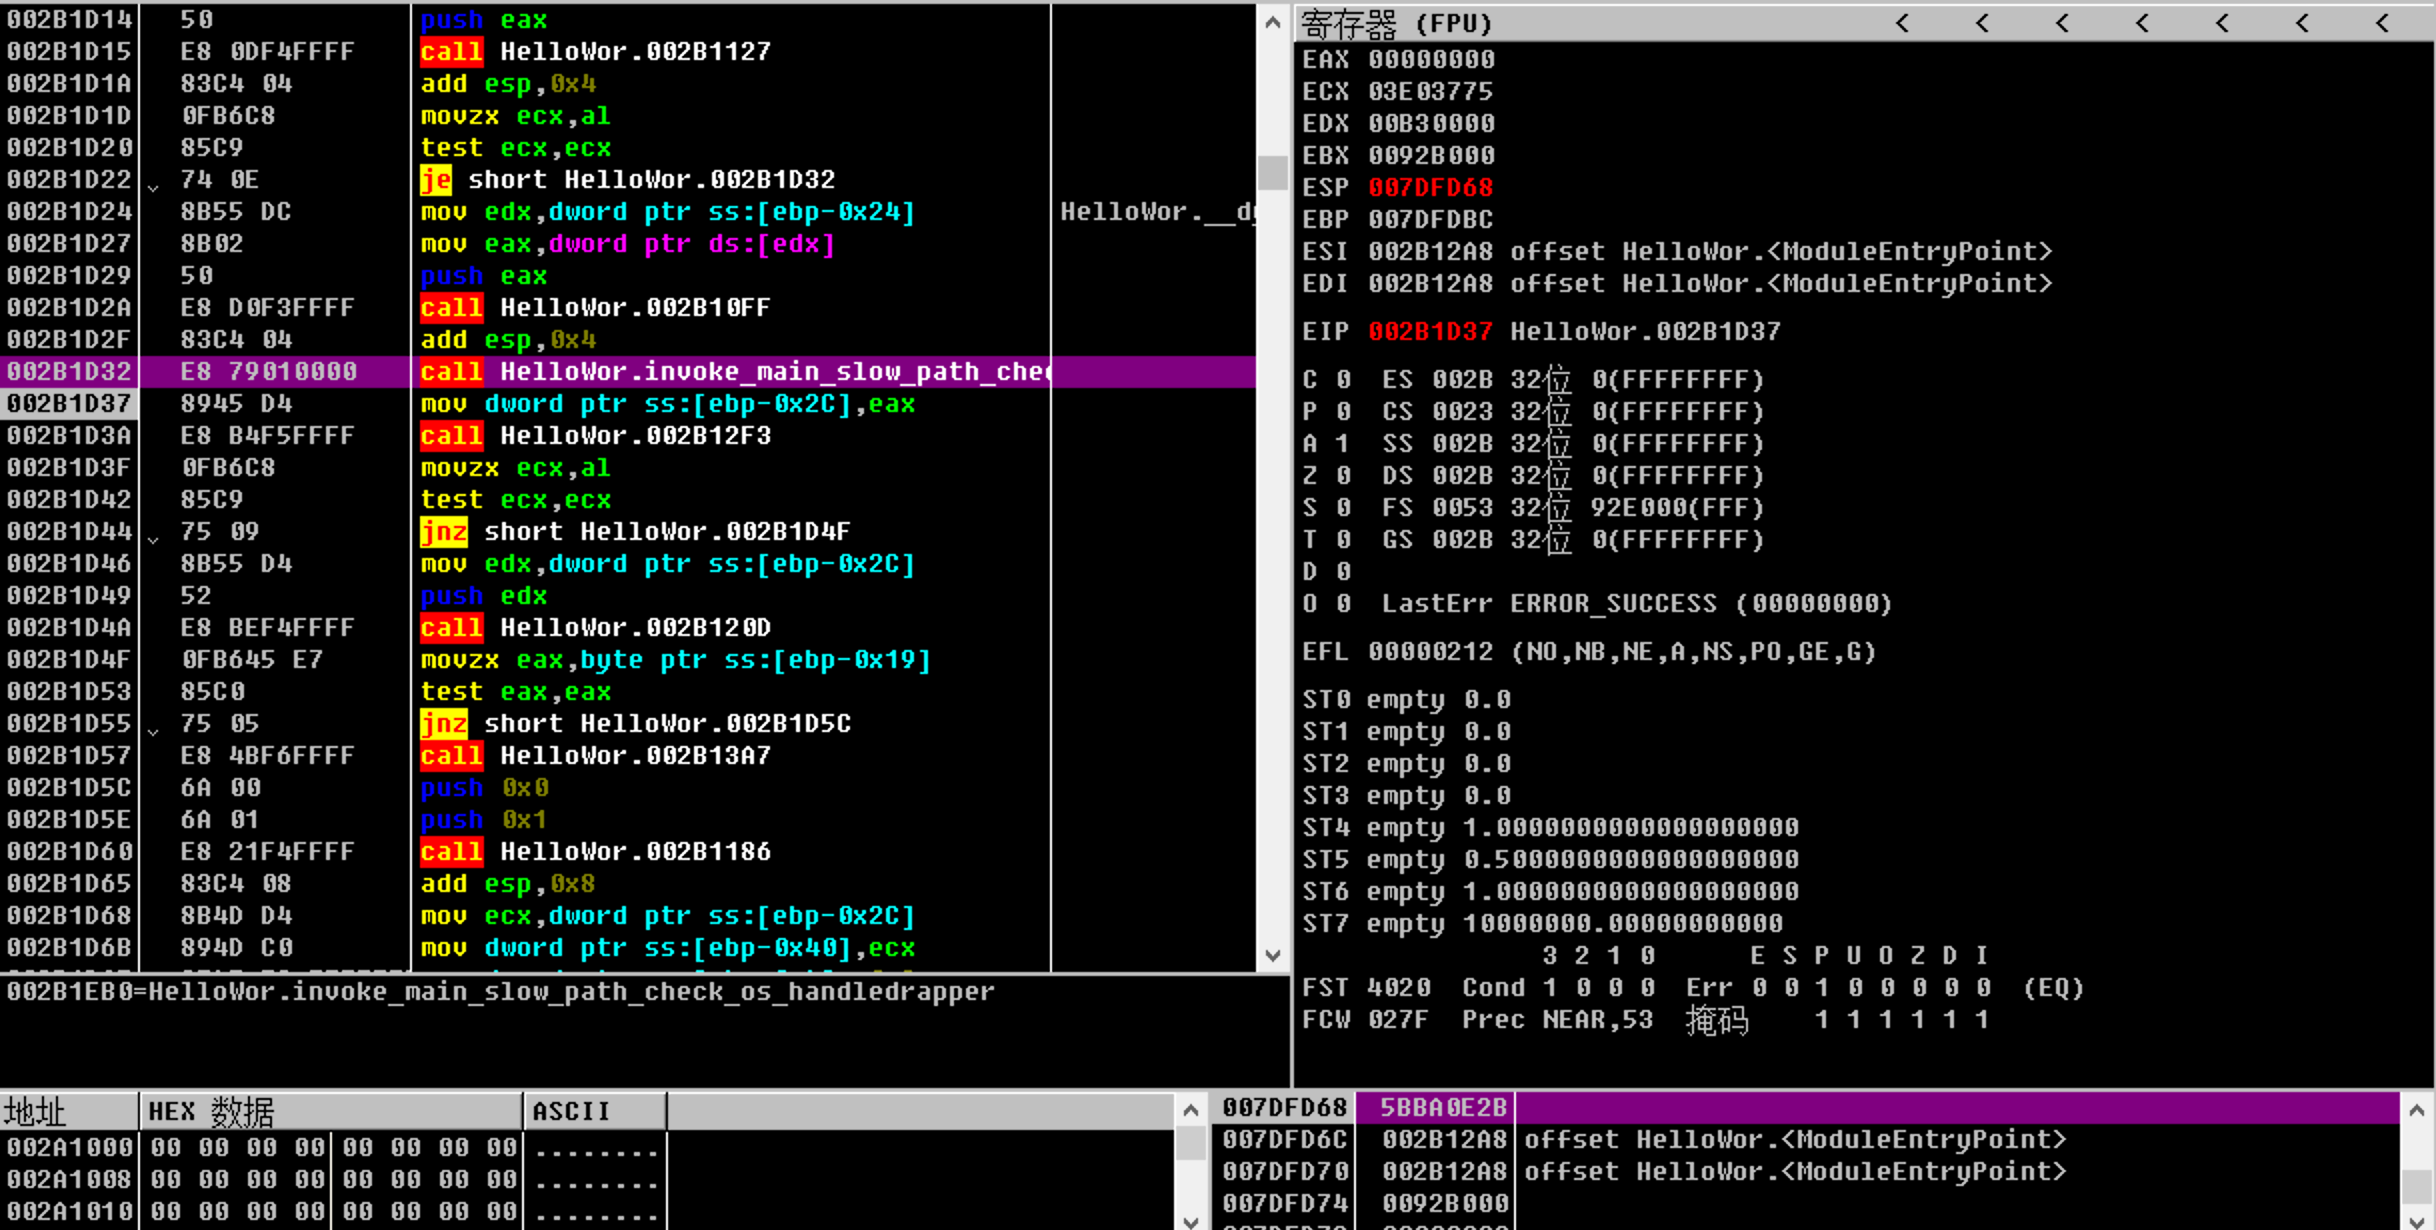 002B1D14 50 push eax
002B1D15 E8 0DF4FFFF call HelloWor.002B1127
002B1D1A 83C4 04 add esp,0x4
002B1D1D 0FB6C8 movzx ecx,al
002B1D20 85C9 test ecx,ecx
002B1D22 74 0E je short HelloWor.002B1D32
002B1D24 8B55 DC mov edx,dword ptr ss:[ebp-0x24] HelloWor.__d
002B1D27 8B02 mov eax,dword ptr ds:[edx]
002B1D29 50 push eax
002B1D2A E8 D0F3FFFF call HelloWor.002B10FF
002B1D2F 83C4 04 add esp,0x4
002B1D32 E8 79010000 call HelloWor.invoke_main_slow_path_che
002B1D37 8945 D4 mov dword ptr ss:[ebp-0x2C],eax
002B1D3A E8 B4F5FFFF call HelloWor.002B12F3
002B1D3F 0FB6C8 movzx ecx,al
002B1D42 85C9 test ecx,ecx
002B1D44 75 09 jnz short HelloWor.002B1D4F
002B1D46 8B55 D4 mov edx,dword ptr ss:[ebp-0x2C]
002B1D49 52 push edx
002B1D4A E8 BEF4FFFF call HelloWor.002B120D
002B1D4F 0FB645 E7 movzx eax,byte ptr ss:[ebp-0x19]
002B1D53 85C0 test eax,eax
002B1D55 75 05 jnz short HelloWor.002B1D5C
002B1D57 E8 4BF6FFFF call HelloWor.002B13A7
002B1D5C 6A 00 push 0x0
002B1D5E 6A 01 push 0x1
002B1D60 E8 21F4FFFF call HelloWor.002B1186
002B1D65 83C4 08 add esp,0x8
002B1D68 8B4D D4 mov ecx,dword ptr ss:[ebp-0x2C]
002B1D6B 894D C0 mov dword ptr ss:[ebp-0x40],ecx
002B1EB0=HelloWor.invoke_main_slow_path_check_os_handledrapper
寄存器 (FPU) < < < < < < <
EAX 00000000
ECX 03E03775
EDX 00B30000
EBX 0092B000
ESP 007DFD68
EBP 007DFDBC
ESI 002B12A8 offset HelloWor.<ModuleEntryPoint>
EDI 002B12A8 offset HelloWor.<ModuleEntryPoint>
EIP 002B1D37 HelloWor.002B1D37
C 0 ES 002B 32位 0(FFFFFFFF)
P 0 CS 0023 32位 0(FFFFFFFF)
A 1 SS 002B 32位 0(FFFFFFFF)
Z 0 DS 002B 32位 0(FFFFFFFF)
S 0 FS 0053 32位 92E000(FFF)
T 0 GS 002B 32位 0(FFFFFFFF)
D 0
O 0 LastErr ERROR_SUCCESS (00000000)
EFL 00000212 (NO,NB,NE,A,NS,PO,GE,G)
ST0 empty 0.0
ST1 empty 0.0
ST2 empty 0.0
ST3 empty 0.0
ST4 empty 1.0000000000000000000
ST5 empty 0.5000000000000000000
ST6 empty 1.0000000000000000000
ST7 empty 10000000.00000000000
3 2 1 0 E S P U O Z D I
FST 4020 Cond 1 0 0 0 Err 0 0 1 0 0 0 0 0 (EQ)
FCW 027F Prec NEAR,53 掩码 1 1 1 1 1 1
地址 HEX 数据 ASCII
002A1000 00 00 00 00 00 00 00 00 ........
002A1008 00 00 00 00 00 00 00 00 ........
002A1010 00 00 00 00 00 00 00 00 ........
007DFD68 5BBA0E2B
007DFD6C 002B12A8 offset HelloWor.<ModuleEntryPoint>
007DFD70 002B12A8 offset HelloWor.<ModuleEntryPoint>
007DFD74 0092B000